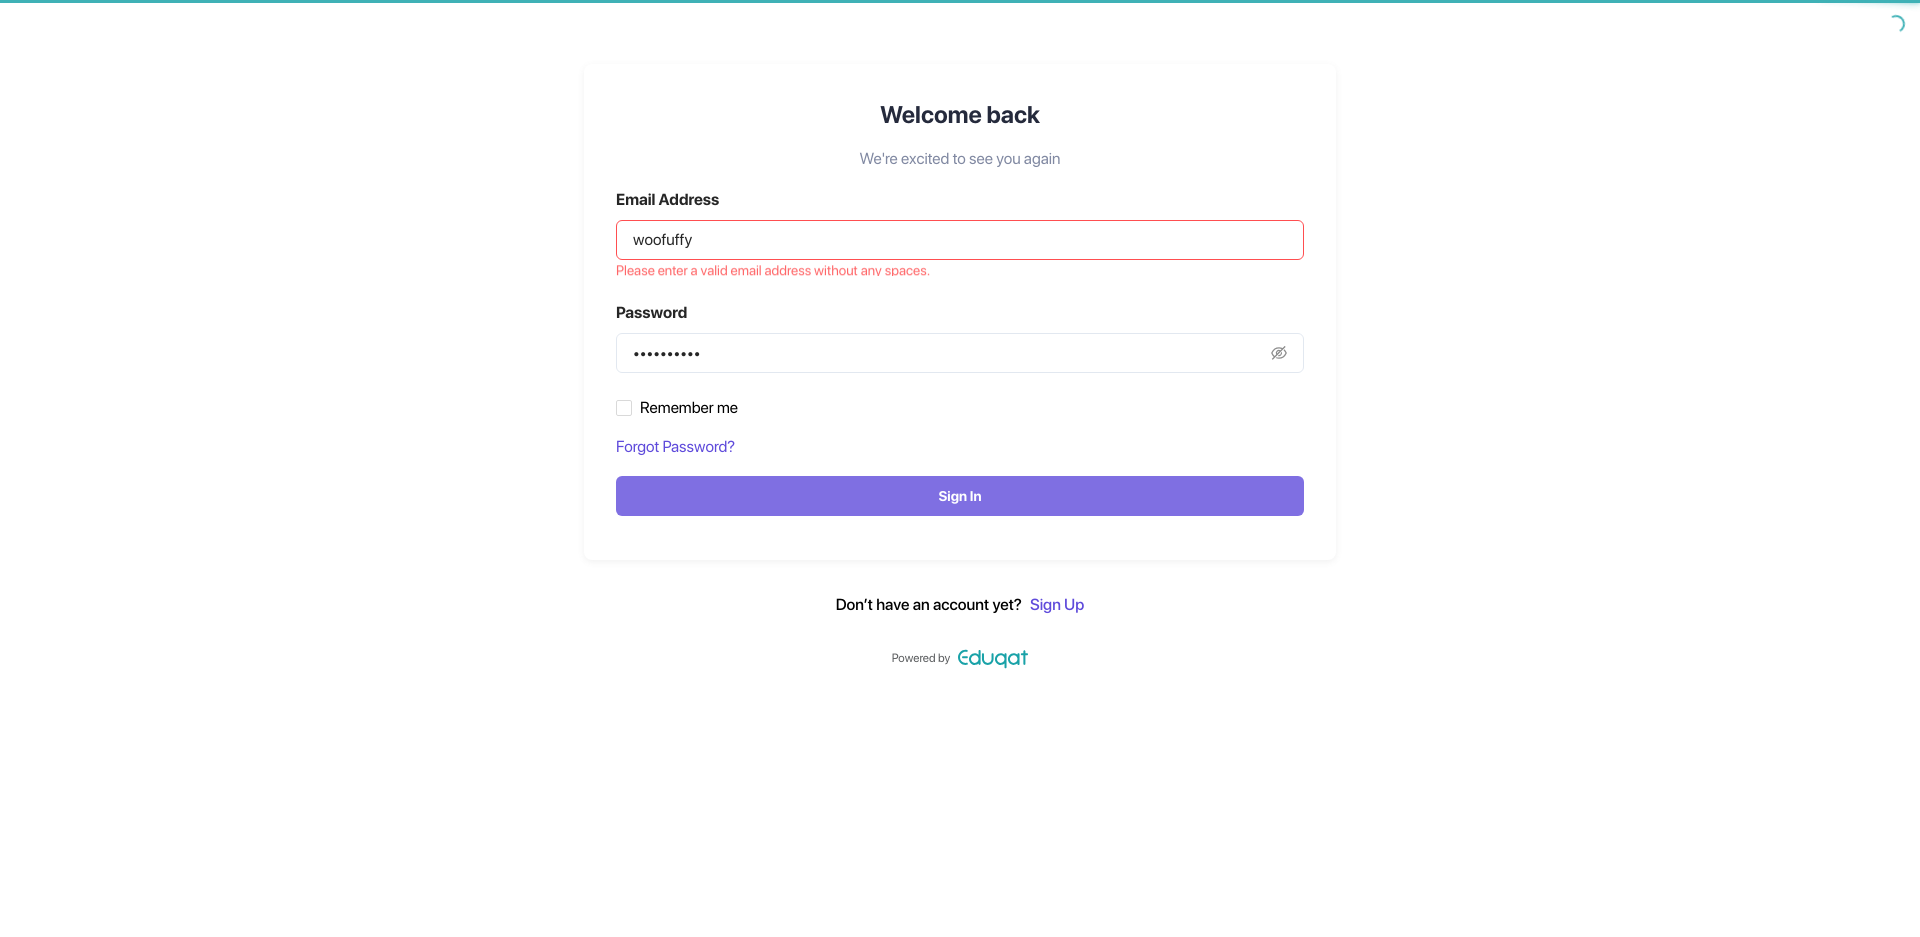 Welcome back
We're excited to see you again
Email Address
woofuffy
Please enter a valid email address without any spaces.
Password
••••••••••
Remember me
Forgot Password?
Sign In
Don’t have an account yet? Sign Up
Powered by Eduqat